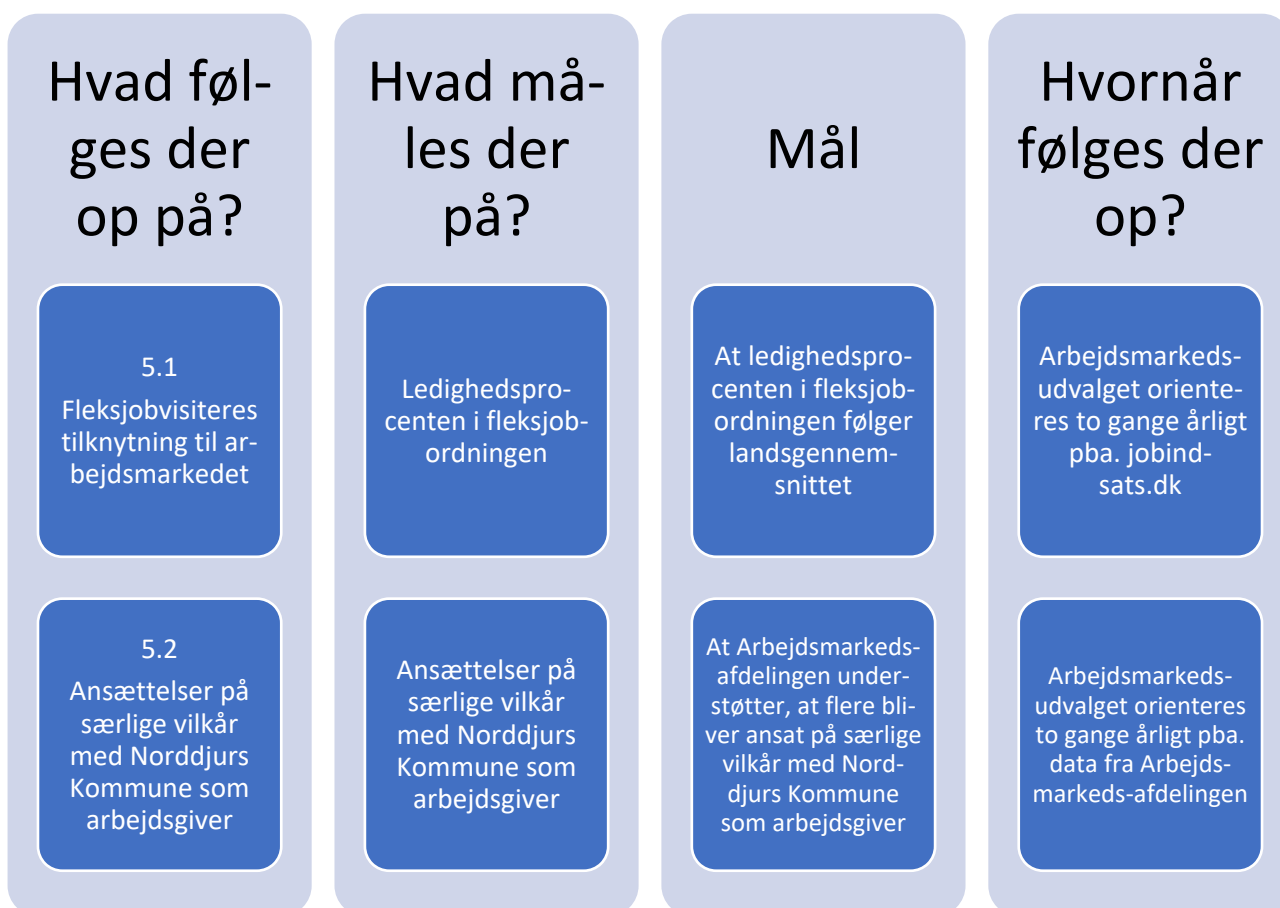 Hvad føl-
ges der
op på?
5.1
Fleksjobvisiteres
tilknytning til ar-
bejdsmarkedet
5.2
Ansættelser på
særlige vilkår
med Norddjurs
Kommune som
arbejdsgiver
Hvad må-
les der
på?
Ledighedspro-
centen i fleksjob-
ordningen
Ansættelser på
særlige vilkår
med Norddjurs
Kommune som
arbejdsgiver
Mål
At ledighedspro-
centen i fleksjob-
ordningen følger
landsgennem-
snittet
At Arbejdsmarkeds-
afdelingen under-
støtter, at flere bli-
ver ansat på særlige
vilkår med Nord-
djurs Kommune
som arbejdsgiver
Hvornår
følges der
op?
Arbejdsmarkeds-
udvalget oriente-
res to gange årligt
pba. jobind-
sats.dk
Arbejdsmarkeds-
udvalget orienteres
to gange årligt pba.
data fra Arbejds-
markeds-afdelingen